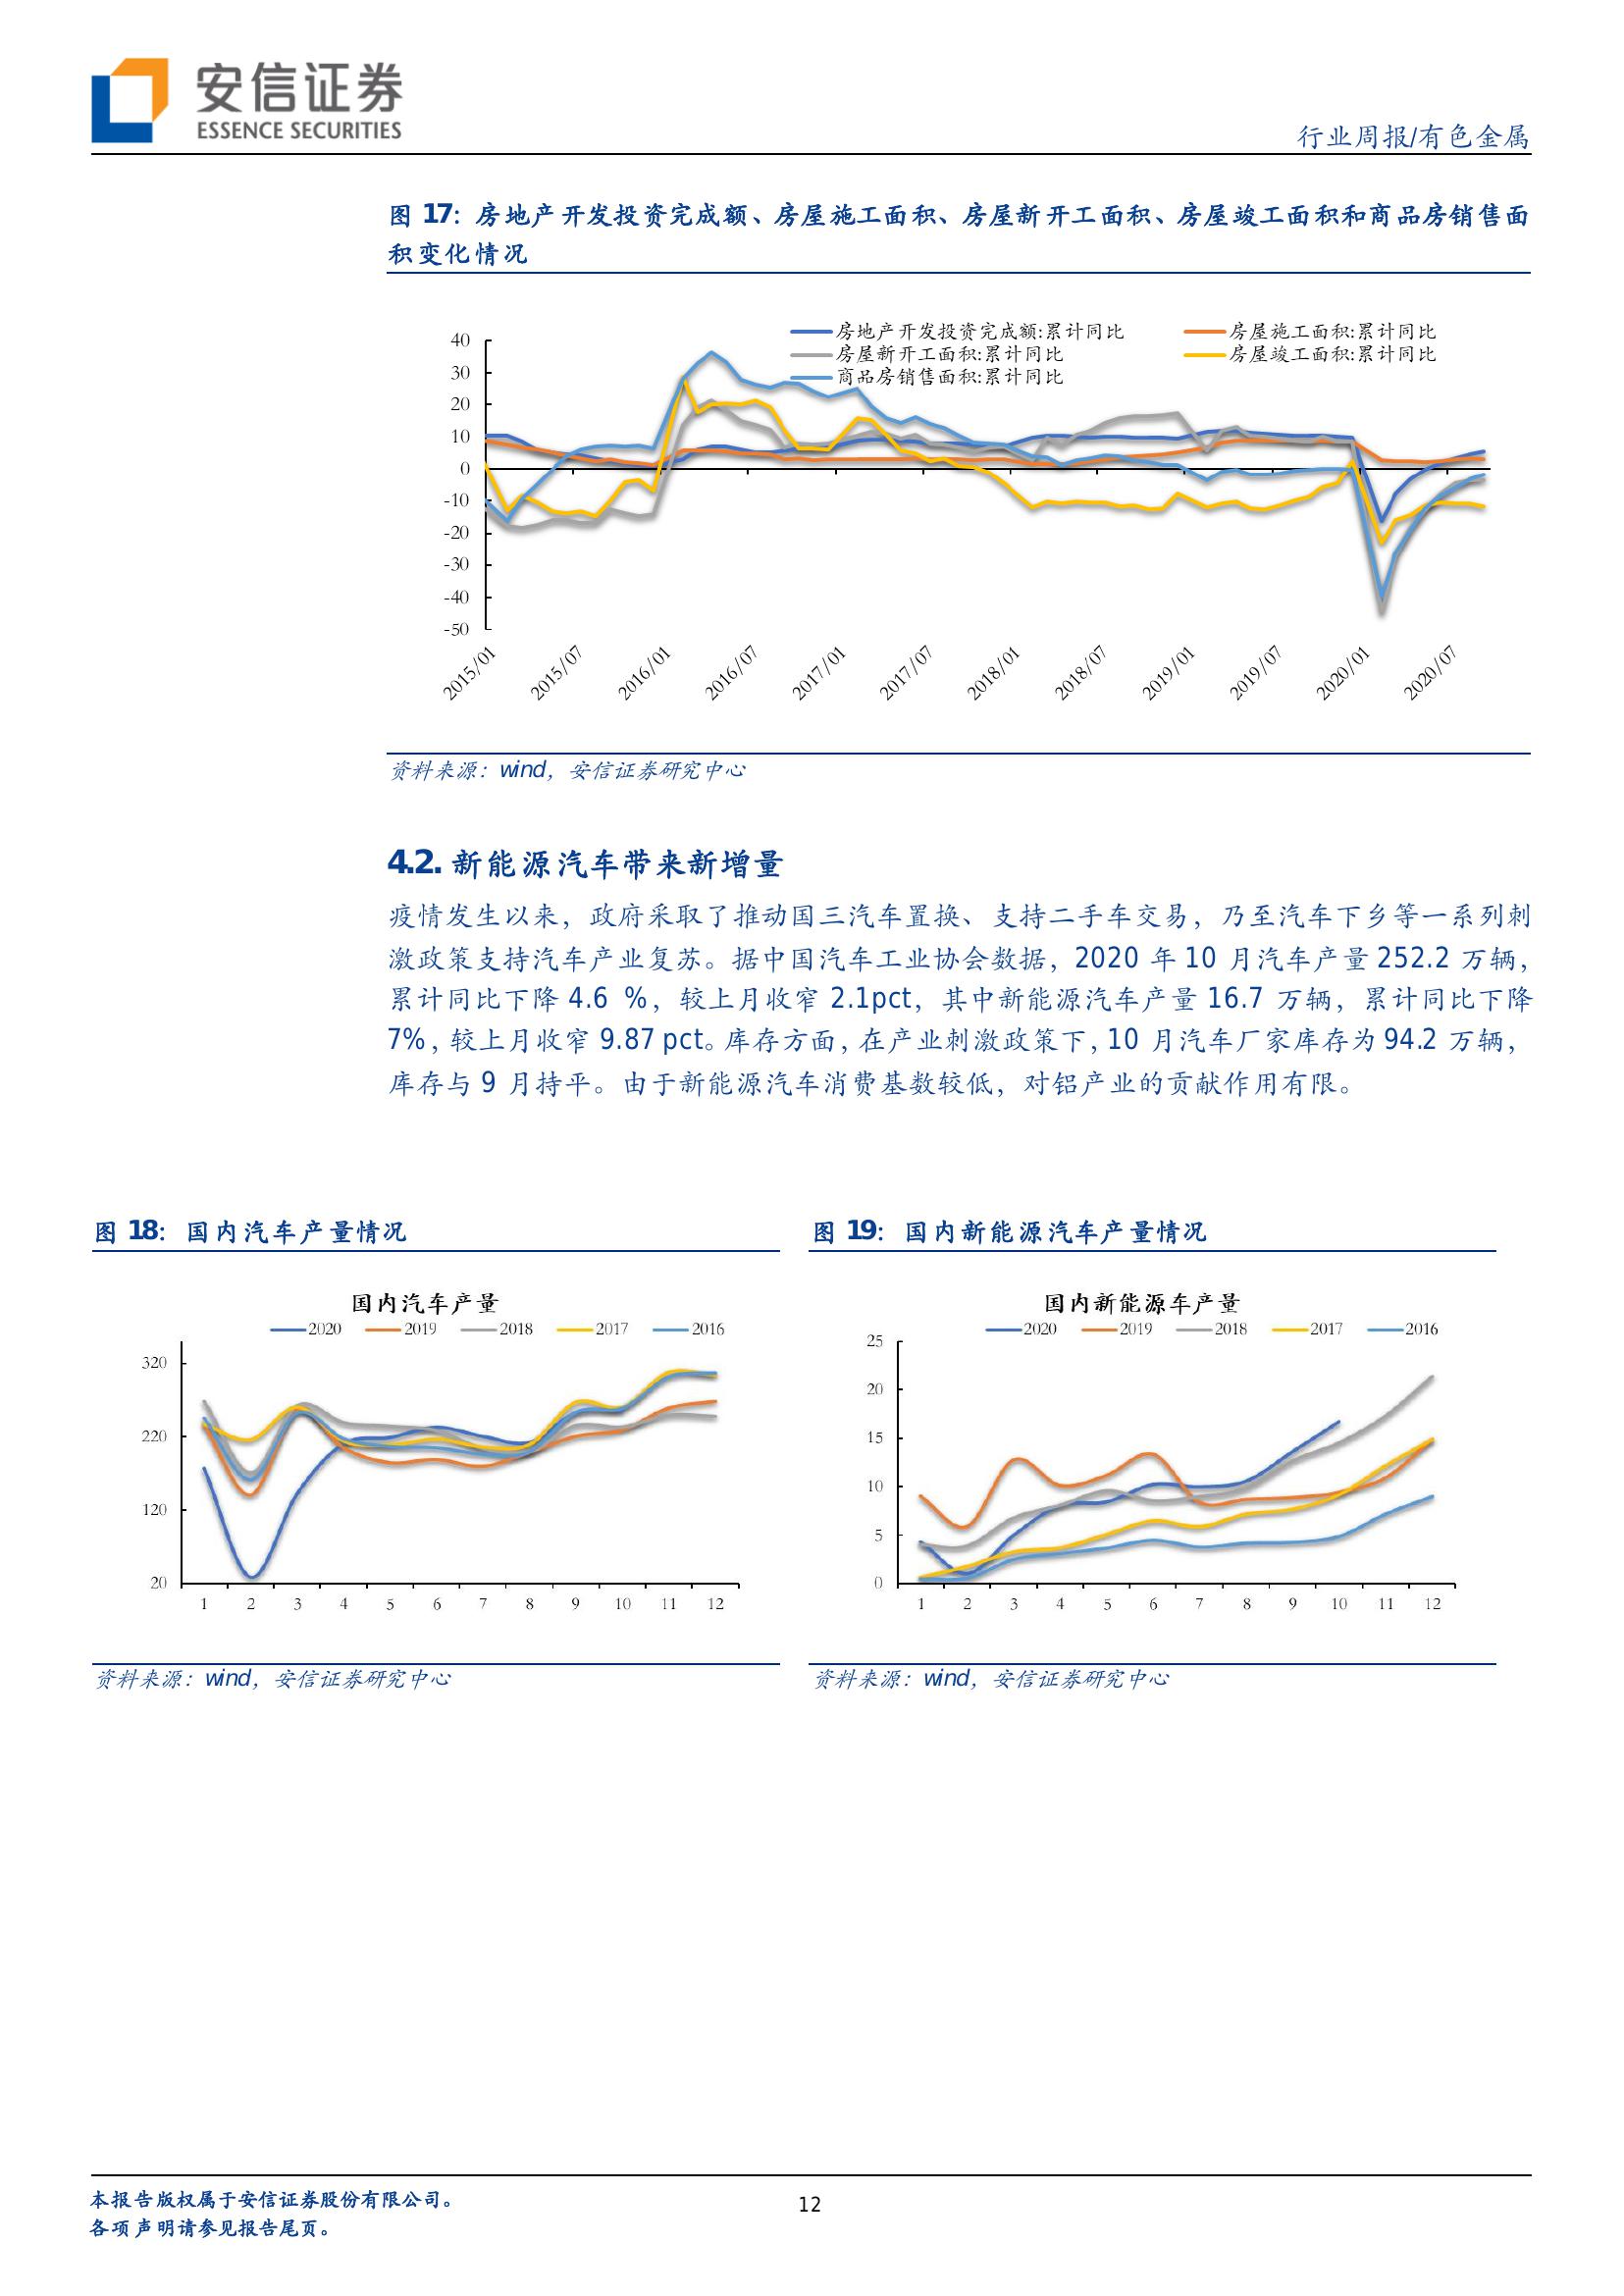 安信证券
ESSENCE SECURITIES
行业周报/有色金属
图 17：房地产开发投资完成额、房屋施工面积、房屋新开工面积、房屋竣工面积和商品房销售面
积变化情况
房地产开发投资完成额:累计同比 房屋施工面积:累计同比
房屋新开工面积:累计同比 房屋竣工面积:累计同比
商品房销售面积:累计同比
40
30
20
10
0
-10
-20
-30
-40
-50
2015/01 2015/07 2016/01 2016/07 2017/01 2017/07 2018/01 2018/07 2019/01 2019/07 2020/01 2020/07
资料来源：wind，安信证券研究中心
4.2. 新能源汽车带来新增量
疫情发生以来，政府采取了推动国三汽车置换、支持二手车交易，乃至汽车下乡等一系列刺
激政策支持汽车产业复苏。据中国汽车工业协会数据，2020 年 10 月汽车产量 252.2 万辆，
累计同比下降 4.6 %，较上月收窄 2.1pct，其中新能源汽车产量 16.7 万辆，累计同比下降
7%，较上月收窄 9.87 pct。库存方面，在产业刺激政策下，10 月汽车厂家库存为 94.2 万辆，
库存与 9 月持平。由于新能源汽车消费基数较低，对铝产业的贡献作用有限。
图 18：国内汽车产量情况
国内汽车产量
2020 2019 2018 2017 2016
320
220
120
20
1 2 3 4 5 6 7 8 9 10 11 12
资料来源：wind，安信证券研究中心
图 19：国内新能源汽车产量情况
国内新能源车产量
2020 2019 2018 2017 2016
25
20
15
10
5
0
1 2 3 4 5 6 7 8 9 10 11 12
资料来源：wind，安信证券研究中心
本报告版权属于安信证券股份有限公司。
各项声明请参见报告尾页。
12